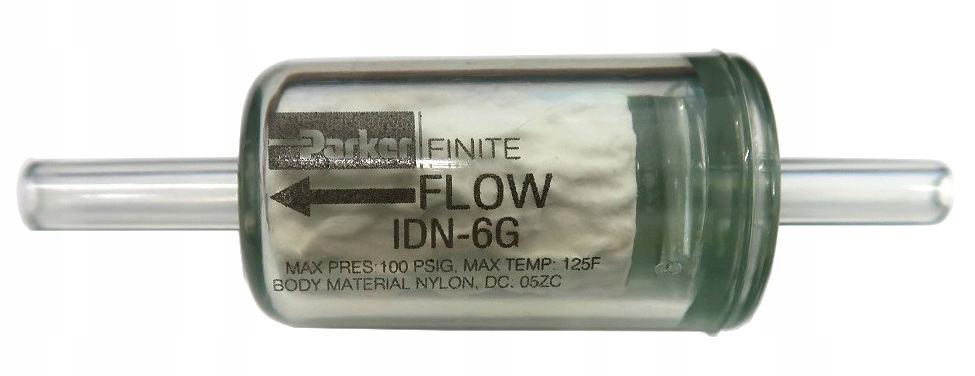 Parker FINITE
FLOW
IDN-6G
MAX PRES:100 PSIG, MAX TEMP: 125F
BODY MATERIAL NYLON, DC. 05ZC